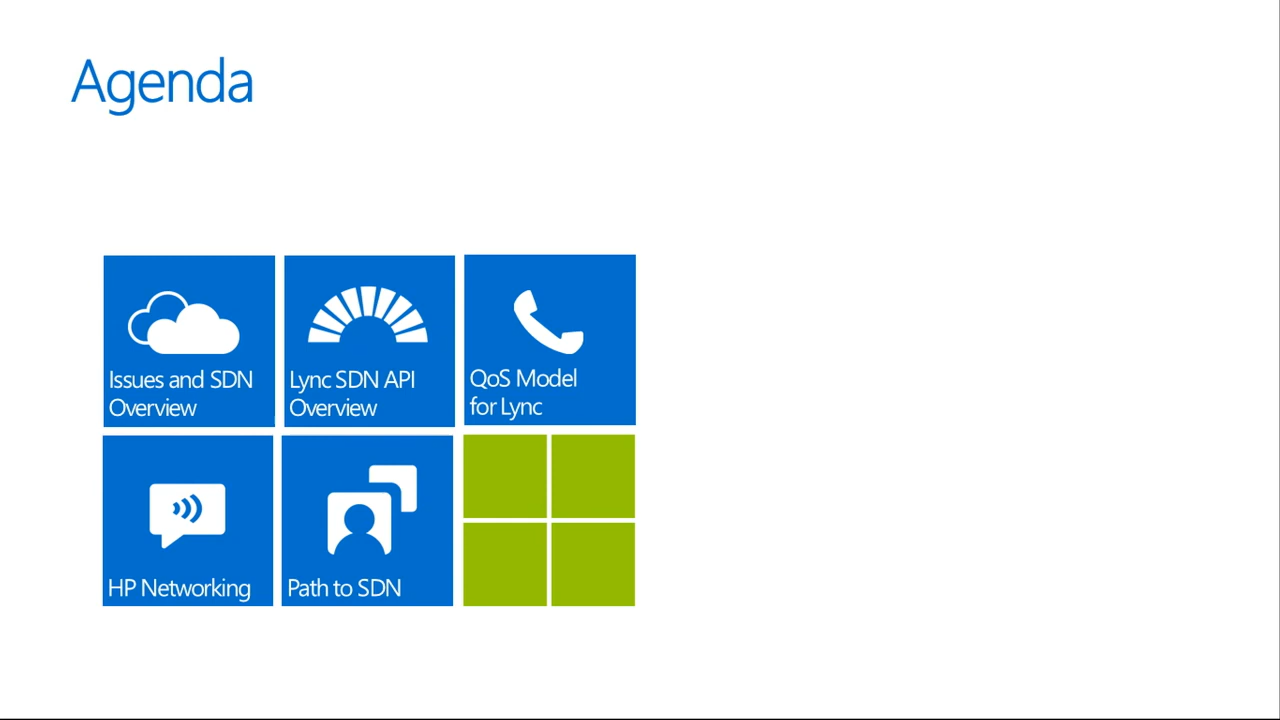 Agenda
Issues and SDN
Overview
Lync SDN API
Overview
QoS Model
for Lync
HP Networking
Path to SDN